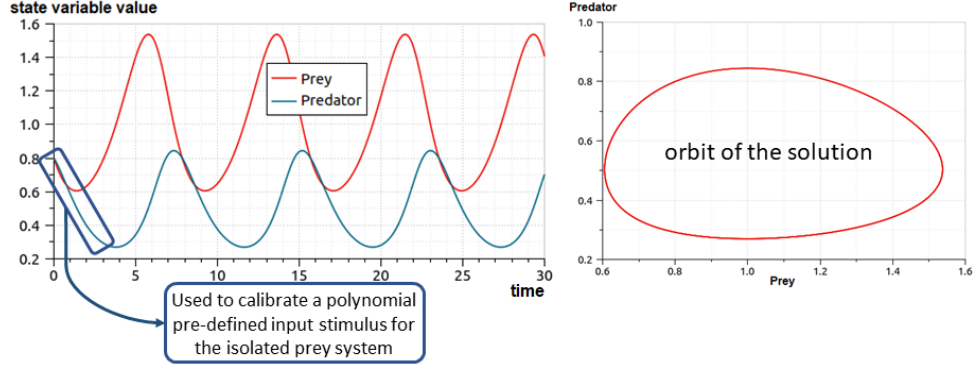 state variable value
1.6
1.4
1.2
1.0
0.8
0.6
0.4
0.2
0
5
10
15
20
25
30
time
Prey
Predator
Used to calibrate a polynomial
pre-defined input stimulus for
the isolated prey system
Predator
1.0
0.8
0.6
0.4
0.2
0.6
0.8
1.0
1.2
1.4
1.6
Prey
orbit of the solution